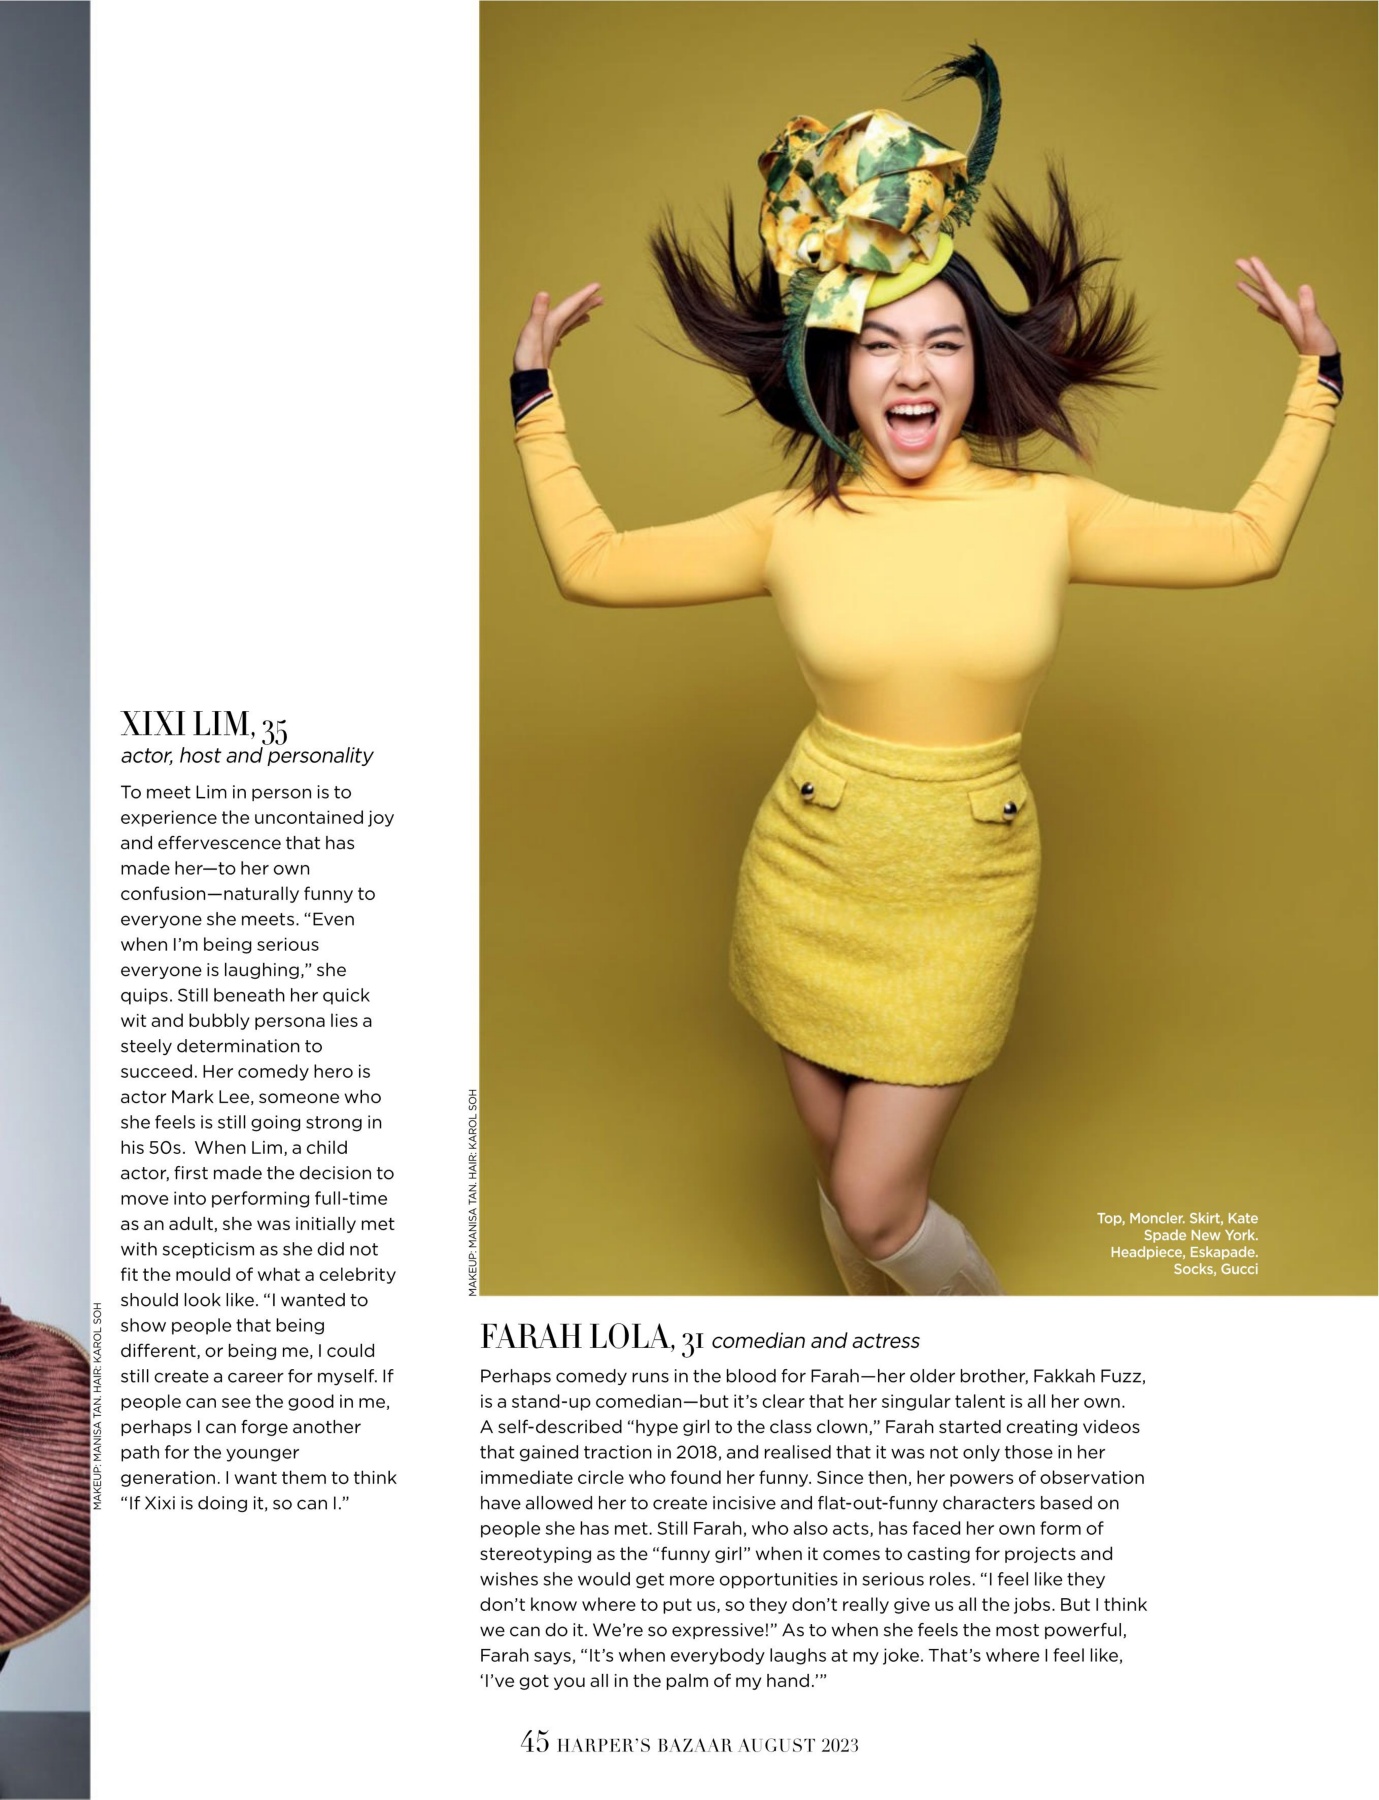 XIXI LIM, 35
actor, host and personality
To meet Lim in person is to
experience the uncontained joy
and effervescence that has
made her—to her own
confusion—naturally funny to
everyone she meets. “Even
when I’m being serious
everyone is laughing,” she
quips. Still beneath her quick
wit and bubbly persona lies a
steely determination to
succeed. Her comedy hero is
actor Mark Lee, someone who
she feels is still going strong in
his 50s. When Lim, a child
actor, first made the decision to
move into performing full-time
as an adult, she was initially met
with scepticism as she did not
fit the mould of what a celebrity
should look like. “I wanted to
show people that being
different, or being me, I could
still create a career for myself. If
people can see the good in me,
perhaps I can forge another
path for the younger
generation. I want them to think
“If Xixi is doing it, so can I.”
MAKEUP: MANISA TAN. HAIR: KAROL SOH
MAKEUP: MANISA TAN. HAIR: KAROL SOH
Top, Moncler. Skirt, Kate
Spade New York.
Headpiece, Eskapade.
Socks, Gucci
FARAH LOLA, 31 comedian and actress
Perhaps comedy runs in the blood for Farah—her older brother, Fakkah Fuzz,
is a stand-up comedian—but it’s clear that her singular talent is all her own.
A self-described “hype girl to the class clown,” Farah started creating videos
that gained traction in 2018, and realised that it was not only those in her
immediate circle who found her funny. Since then, her powers of observation
have allowed her to create incisive and flat-out-funny characters based on
people she has met. Still Farah, who also acts, has faced her own form of
stereotyping as the “funny girl” when it comes to casting for projects and
wishes she would get more opportunities in serious roles. “I feel like they
don’t know where to put us, so they don’t really give us all the jobs. But I think
we can do it. We’re so expressive!” As to when she feels the most powerful,
Farah says, “It’s when everybody laughs at my joke. That’s where I feel like,
‘I’ve got you all in the palm of my hand.’”
45 HARPER’S BAZAAR AUGUST 2023